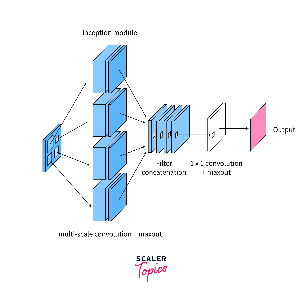 Inception module
Output
Filter
concatenation
1 x 1 convolution
+ maxout
multi-scale convolution maxout
SCALER
Topics